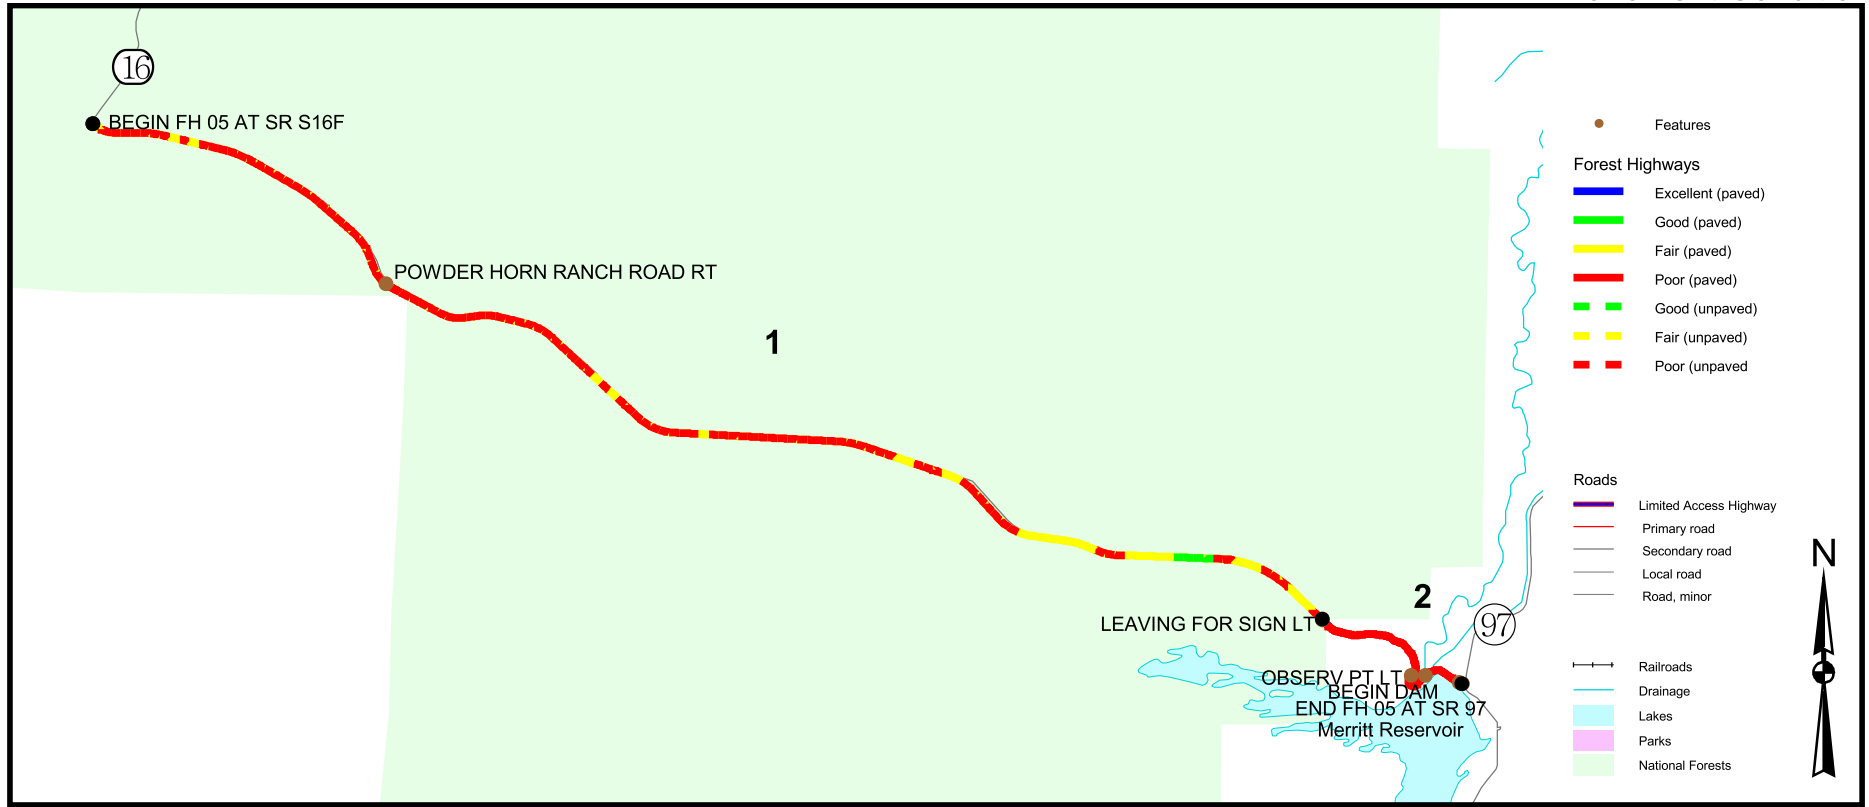 16
BEGIN FH 05 AT SR S16F
POWDER HORN RANCH ROAD RT
1
2
97
LEAVING FOR SIGN LT
OBSERV PT LT
BEGIN DAM
END FH 05 AT SR 97
Merritt Reservoir
Features
Forest Highways
Excellent (paved)
Good (paved)
Fair (paved)
Poor (paved)
Good (unpaved)
Fair (unpaved)
Poor (unpaved
Roads
Limited Access Highway
Primary road
Secondary road
Local road
Road, minor
Railroads
Drainage
Lakes
Parks
National Forests
N